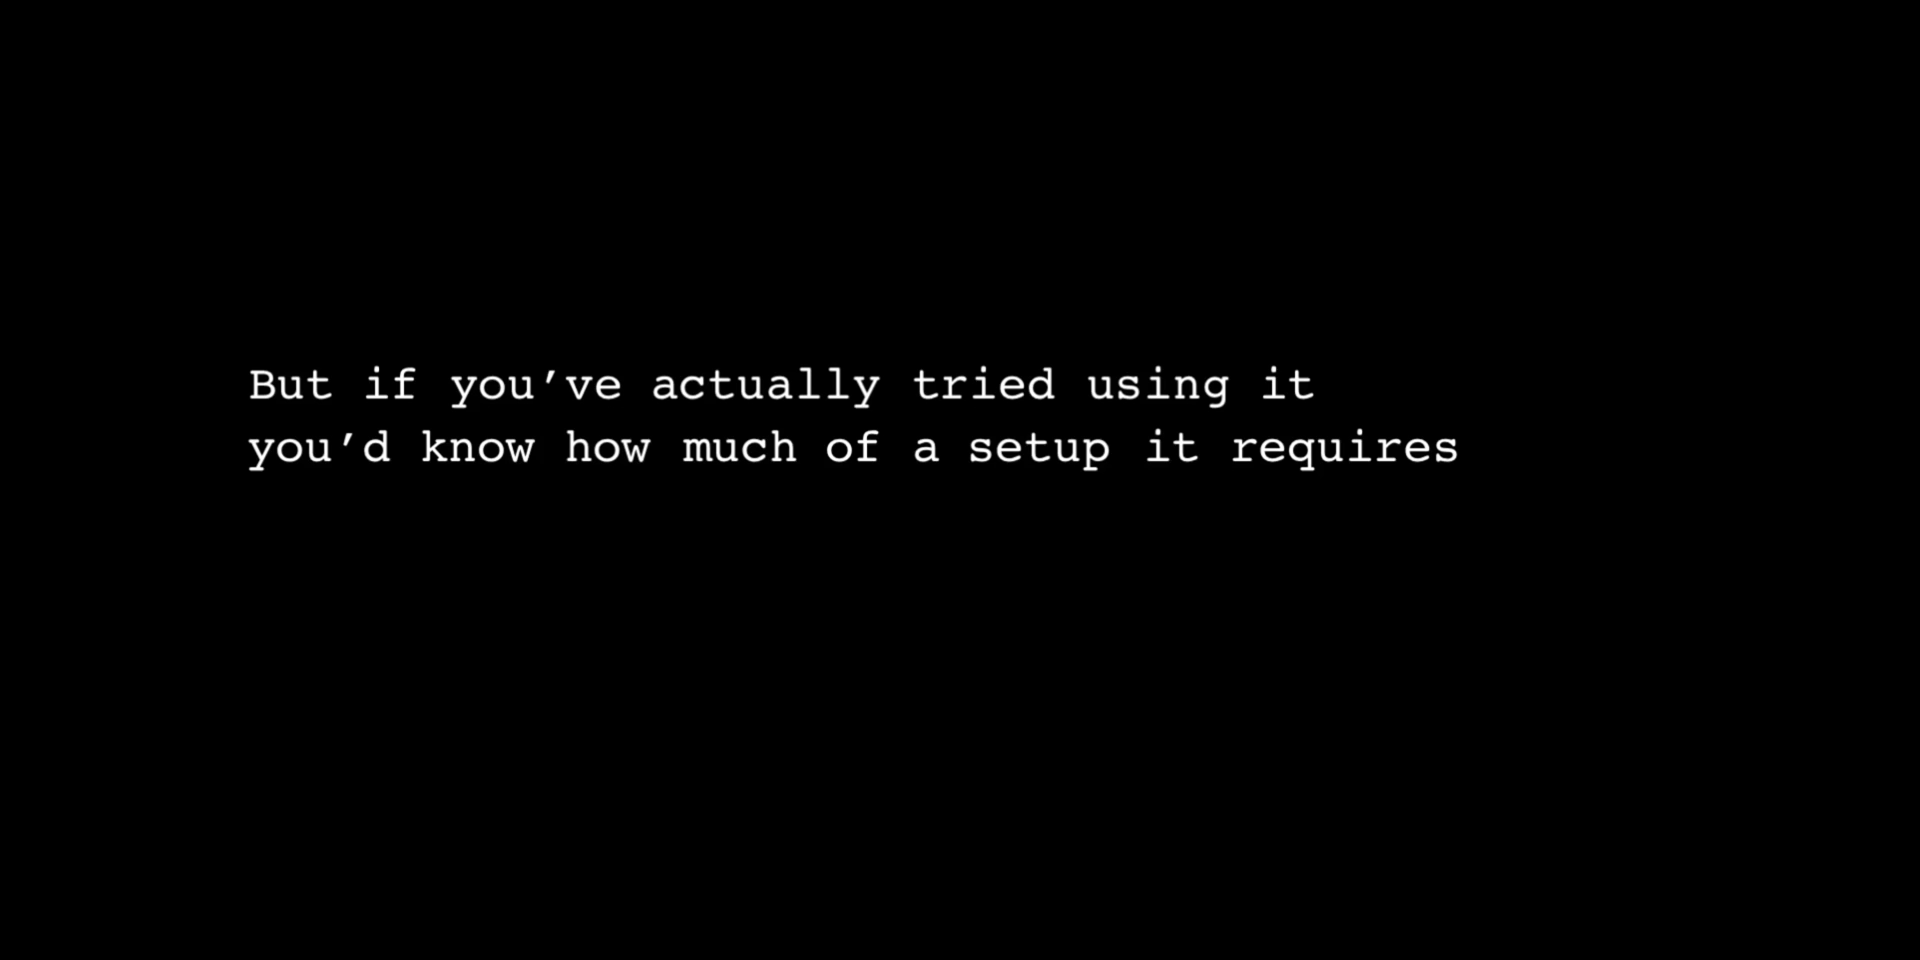 But if you’ve actually tried using it
you’d know how much of a setup it requires